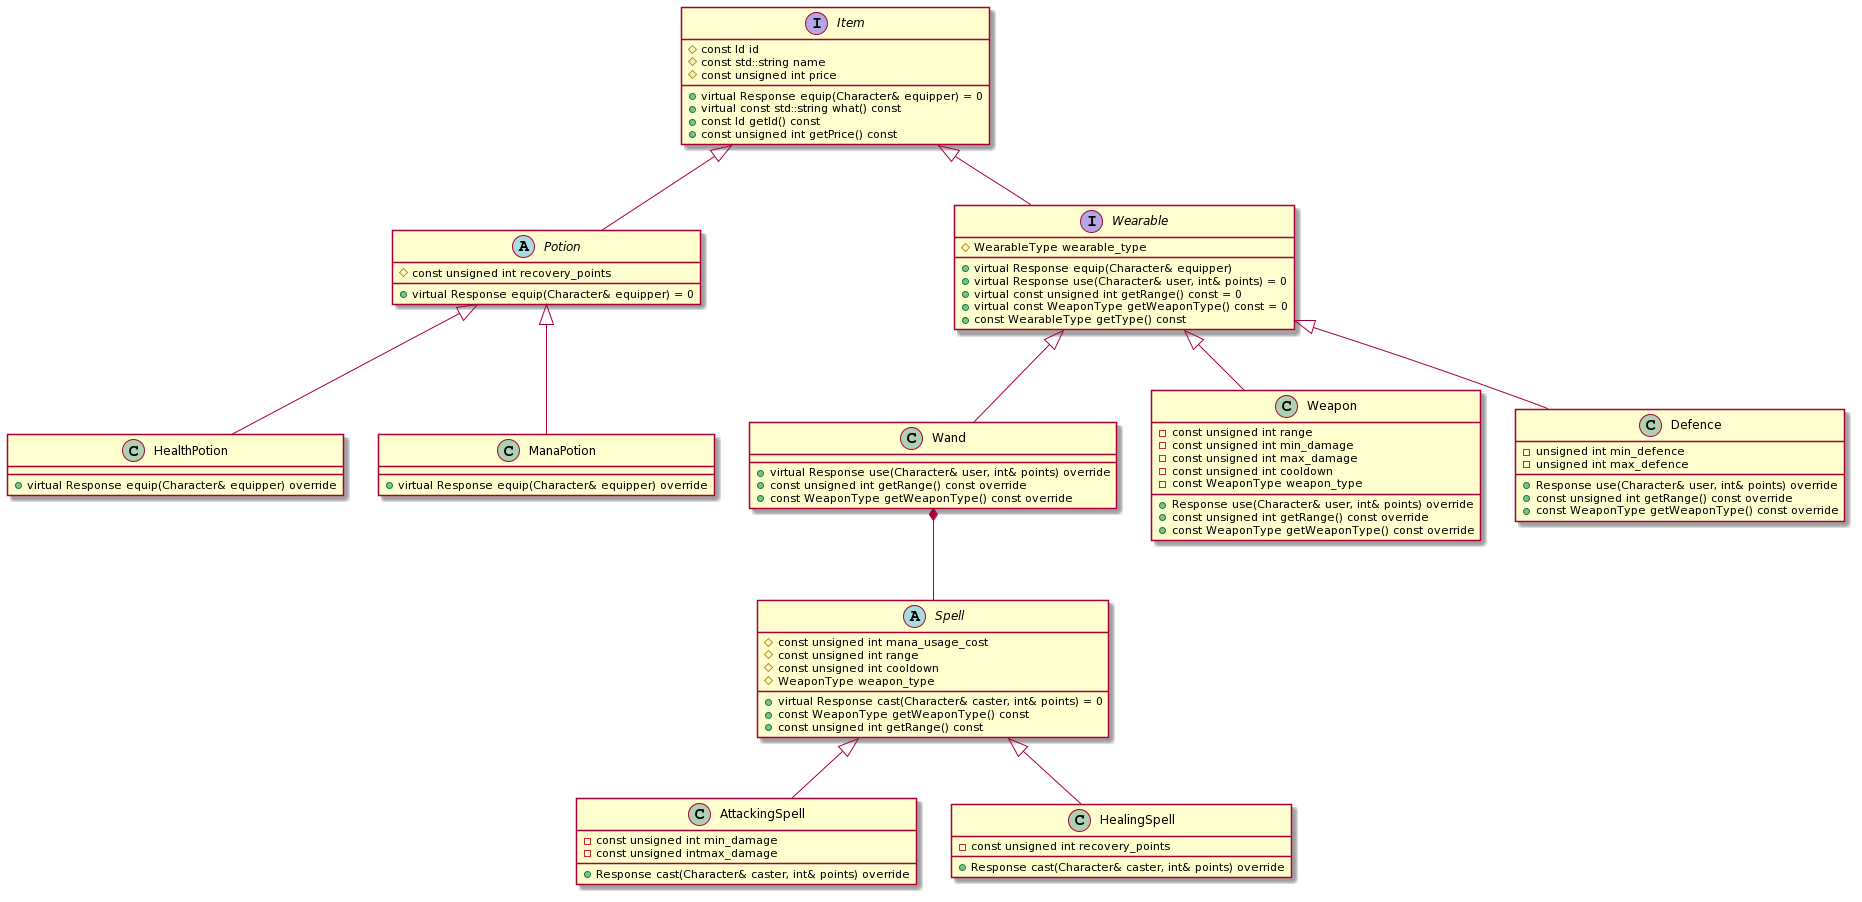 I Item
const Id id
const std::string name
const unsigned int price
virtual Response equip(Character& equipper) = 0
virtual const std::string what() const
const Id getId() const
const unsigned int getPrice() const
A Potion
const unsigned int recovery_points
virtual Response equip(Character& equipper) = 0
I Wearable
WearableType wearable_type
virtual Response equip(Character& equipper)
virtual Response use(Character& user, int& points) = 0
virtual const unsigned int getRange() const = 0
virtual const WeaponType getWeaponType() const = 0
const WearableType getType() const
C HealthPotion
virtual Response equip(Character& equipper) override
C ManaPotion
virtual Response equip(Character& equipper) override
C Wand
virtual Response use(Character& user, int& points) override
const unsigned int getRange() const override
const WeaponType getWeaponType() const override
C Weapon
const unsigned int range
const unsigned int min_damage
const unsigned int max_damage
const unsigned int cooldown
const WeaponType weapon_type
Response use(Character& user, int& points) override
const unsigned int getRange() const override
const WeaponType getWeaponType() const override
C Defence
unsigned int min_defence
unsigned int max_defence
Response use(Character& user, int& points) override
const unsigned int getRange() const override
const WeaponType getWeaponType() const override
A Spell
const unsigned int mana_usage_cost
const unsigned int range
const unsigned int cooldown
WeaponType weapon_type
virtual Response cast(Character& caster, int& points) = 0
const WeaponType getWeaponType() const
const unsigned int getRange() const
C AttackingSpell
const unsigned int min_damage
const unsigned intmax_damage
Response cast(Character& caster, int& points) override
C HealingSpell
const unsigned int recovery_points
Response cast(Character& caster, int& points) override